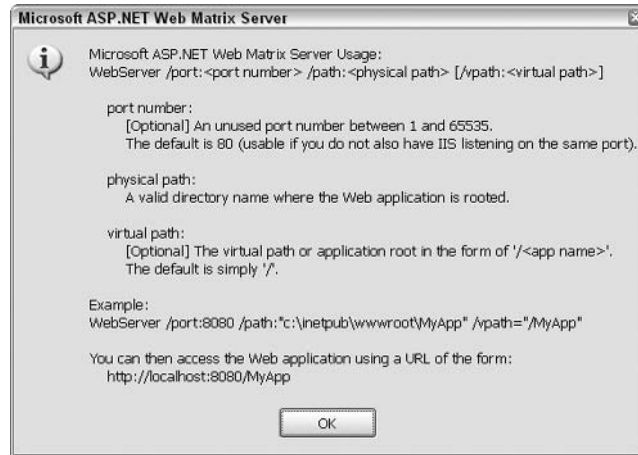 Microsoft ASP.NET Web Matrix Server
Microsoft ASP.NET Web Matrix Server Usage:
WebServer /port:<port number> /path:<physical path> [/vpath:<virtual path>]
port number:
[Optional] An unused port number between 1 and 65535.
The default is 80 (usable if you do not also have IIS listening on the same port).
physical path:
A valid directory name where the Web application is rooted.
virtual path:
[Optional] The virtual path or application root in the form of '/<app name>'.
The default is simply '/'.
Example:
WebServer /port:8080 /path:"c:\inetpub\wwwroot\MyApp" /vpath="/MyApp"
You can then access the Web application using a URL of the form:
http://localhost:8080/MyApp
OK